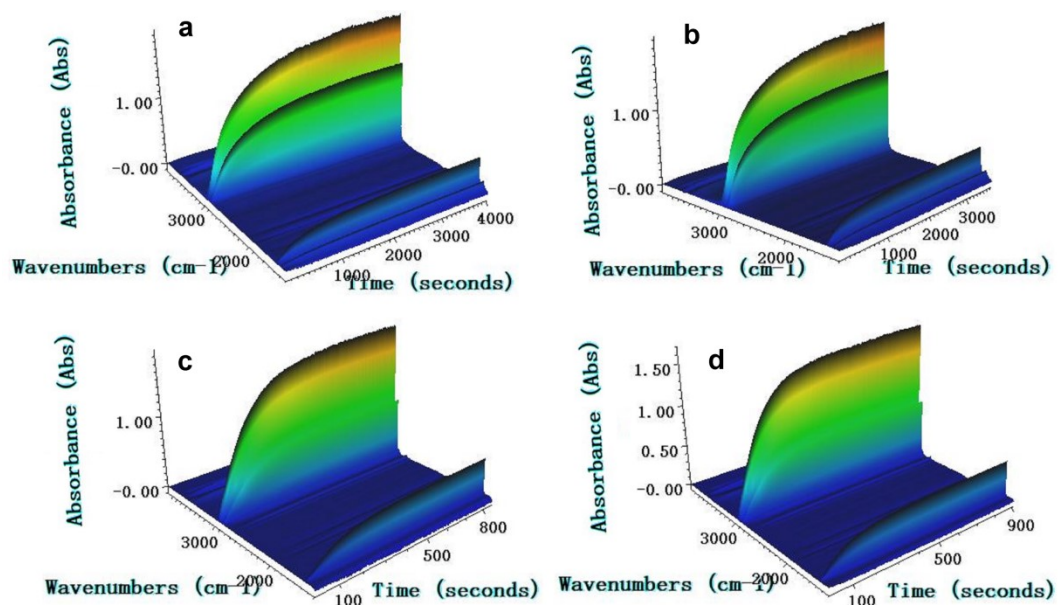 a
Absorbance (Abs)
1.00
-0.00
3000
2000
Wavenumbers (cm-1)
1000
2000
3000
4000
Time (seconds)
b
Absorbance (Abs)
1.00
-0.00
3000
2000
Wavenumbers (cm-1)
1000
2000
3000
Time (seconds)
c
Absorbance (Abs)
1.00
-0.00
3000
2000
Wavenumbers (cm-1)
100
500
800
Time (seconds)
d
Absorbance (Abs)
1.50
1.00
0.50
-0.00
3000
2000
Wavenumbers (cm-1)
100
500
900
Time (seconds)